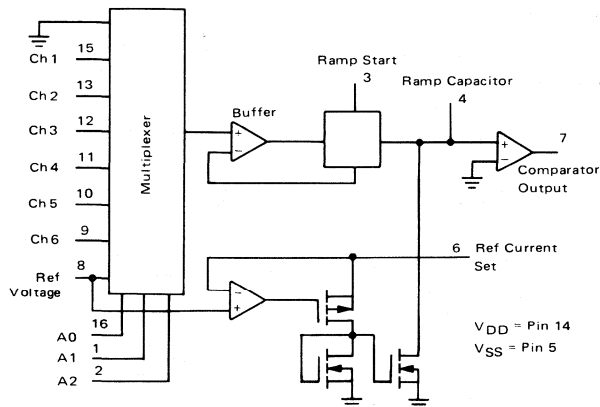 Ch 1 15
Ch 2 13
Ch 3 12
Ch 4 11
Ch 5 10
Ch 6 9
Ref
Voltage
8
A0 16
A1 1
A2 2
Multiplexer
Buffer
+
−
Ramp Start
3
Ramp Capacitor
4
+
−
7
Comparator
Output
−
+
6 Ref Current
Set
VDD = Pin 14
VSS = Pin 5